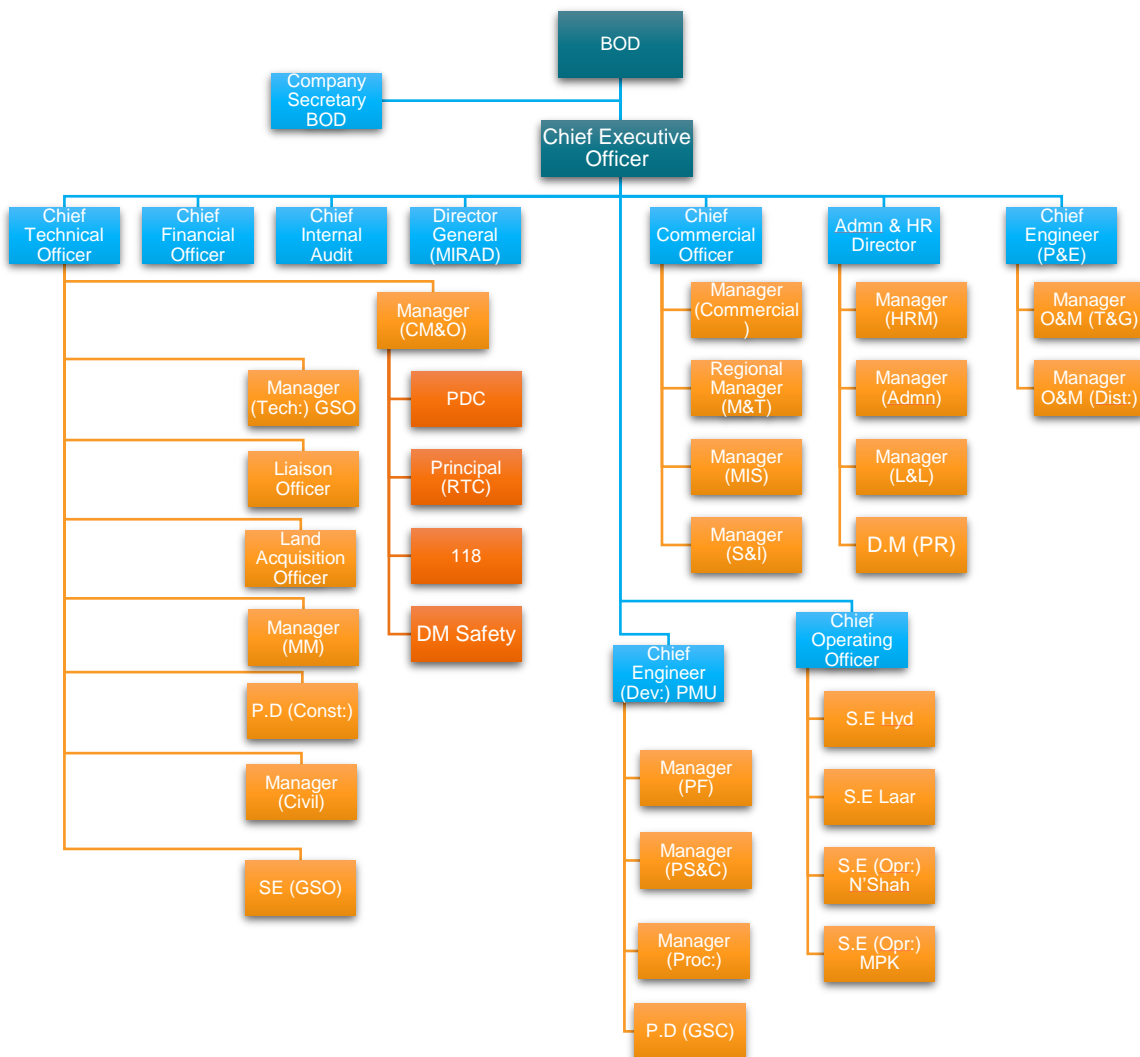 BOD
Company
Secretary
BOD
Chief Executive
Officer
Chief
Technical
Officer
Chief
Financial
Officer
Chief
Internal
Audit
Director
General
(MIRAD)
Chief
Commercial
Officer
Admn & HR
Director
Chief
Engineer
(P&E)
Manager
(CM&O)
PDC
Principal
(RTC)
118
DM Safety
Manager
(Tech:) GSO
Liaison
Officer
Land
Acquisition
Officer
Manager
(MM)
P.D (Const:)
Manager
(Civil)
SE (GSO)
Manager
(Commercial
)
Regional
Manager
(M&T)
Manager
(MIS)
Manager
(S&I)
Manager
(HRM)
Manager
(Admn)
Manager
(L&L)
D.M (PR)
Manager
O&M (T&G)
Manager
O&M (Dist:)
Chief
Engineer
(Dev:) PMU
Manager
(PF)
Manager
(PS&C)
Manager
(Proc:)
P.D (GSC)
Chief
Operating
Officer
S.E Hyd
S.E Laar
S.E (Opr:)
N'Shah
S.E (Opr:)
MPK